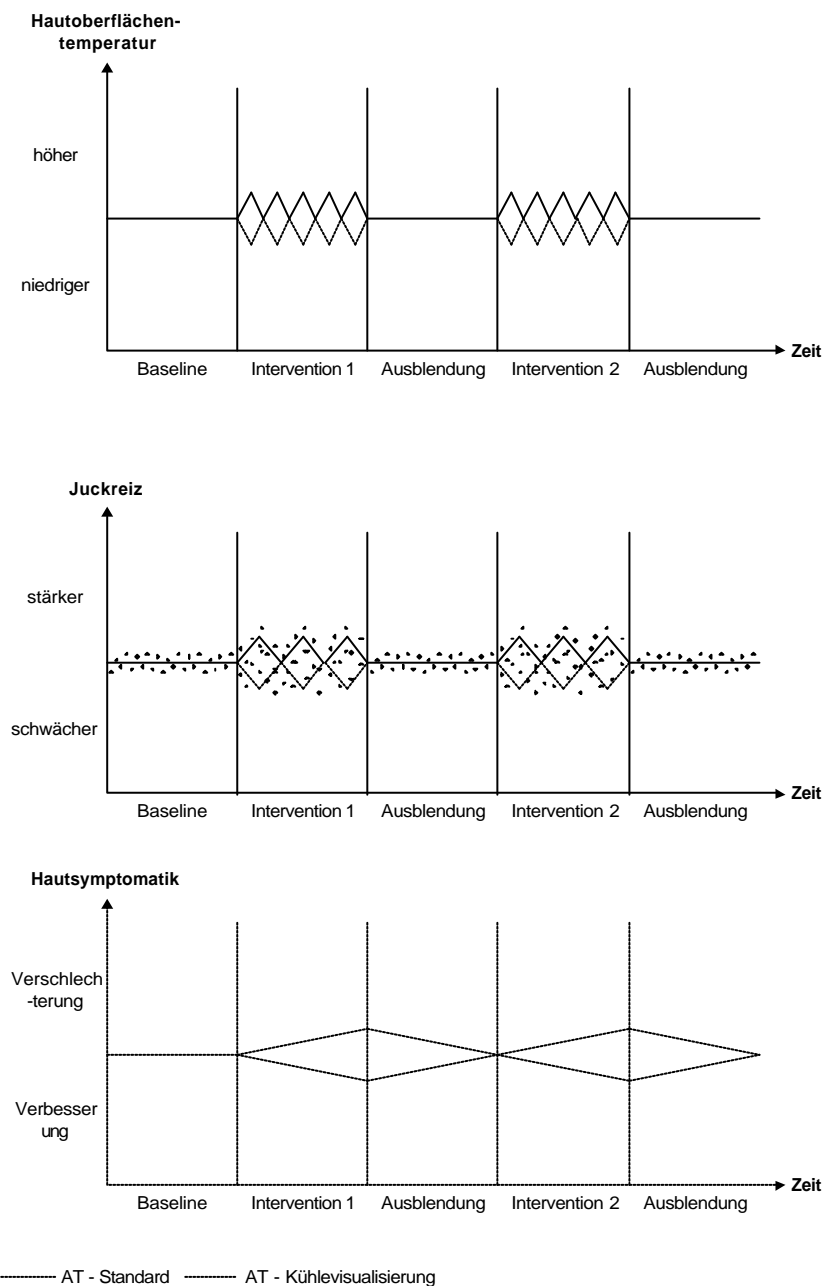 Hautoberflächen-
temperatur
höher
niedriger
Zeit
Baseline Intervention 1 Ausblendung Intervention 2 Ausblendung
Juckreiz
stärker
schwächer
Zeit
Baseline Intervention 1 Ausblendung Intervention 2 Ausblendung
Hautsymptomatik
Verschlech
-terung
Verbesser
ung
Zeit
Baseline Intervention 1 Ausblendung Intervention 2 Ausblendung
AT - Standard AT - Kühlevisualisierung